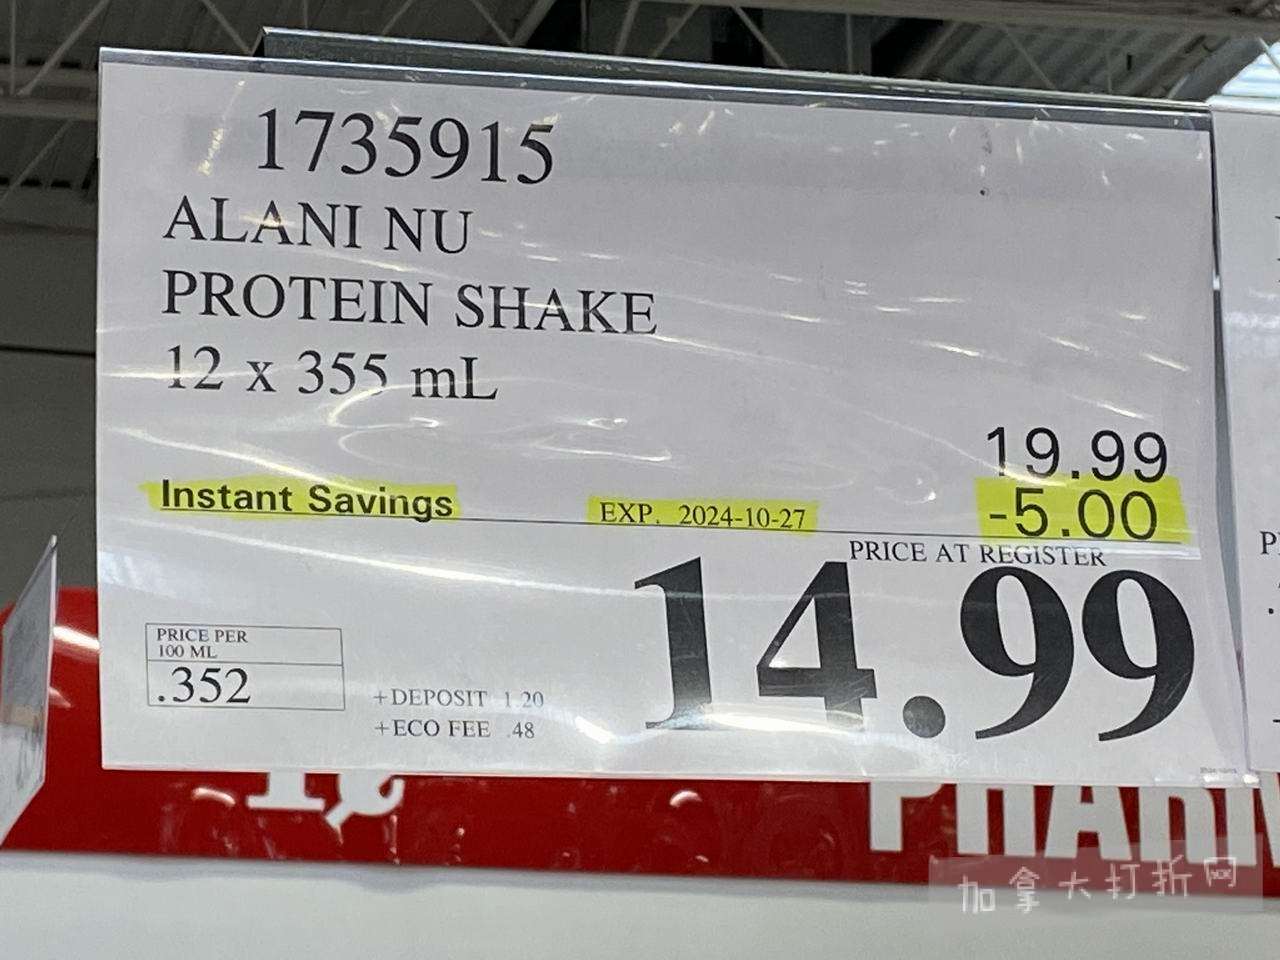 1735915
ALANI NU
PROTEIN SHAKE
12 x 355 mL
19.99
Instant Savings EXP. 2024-10-27 -5.00
PRICE AT REGISTER
14.99
PRICE PER
100 ML
.352
+DEPOSIT 1.20
+ECO FEE .48
PHAR
加拿大打折网